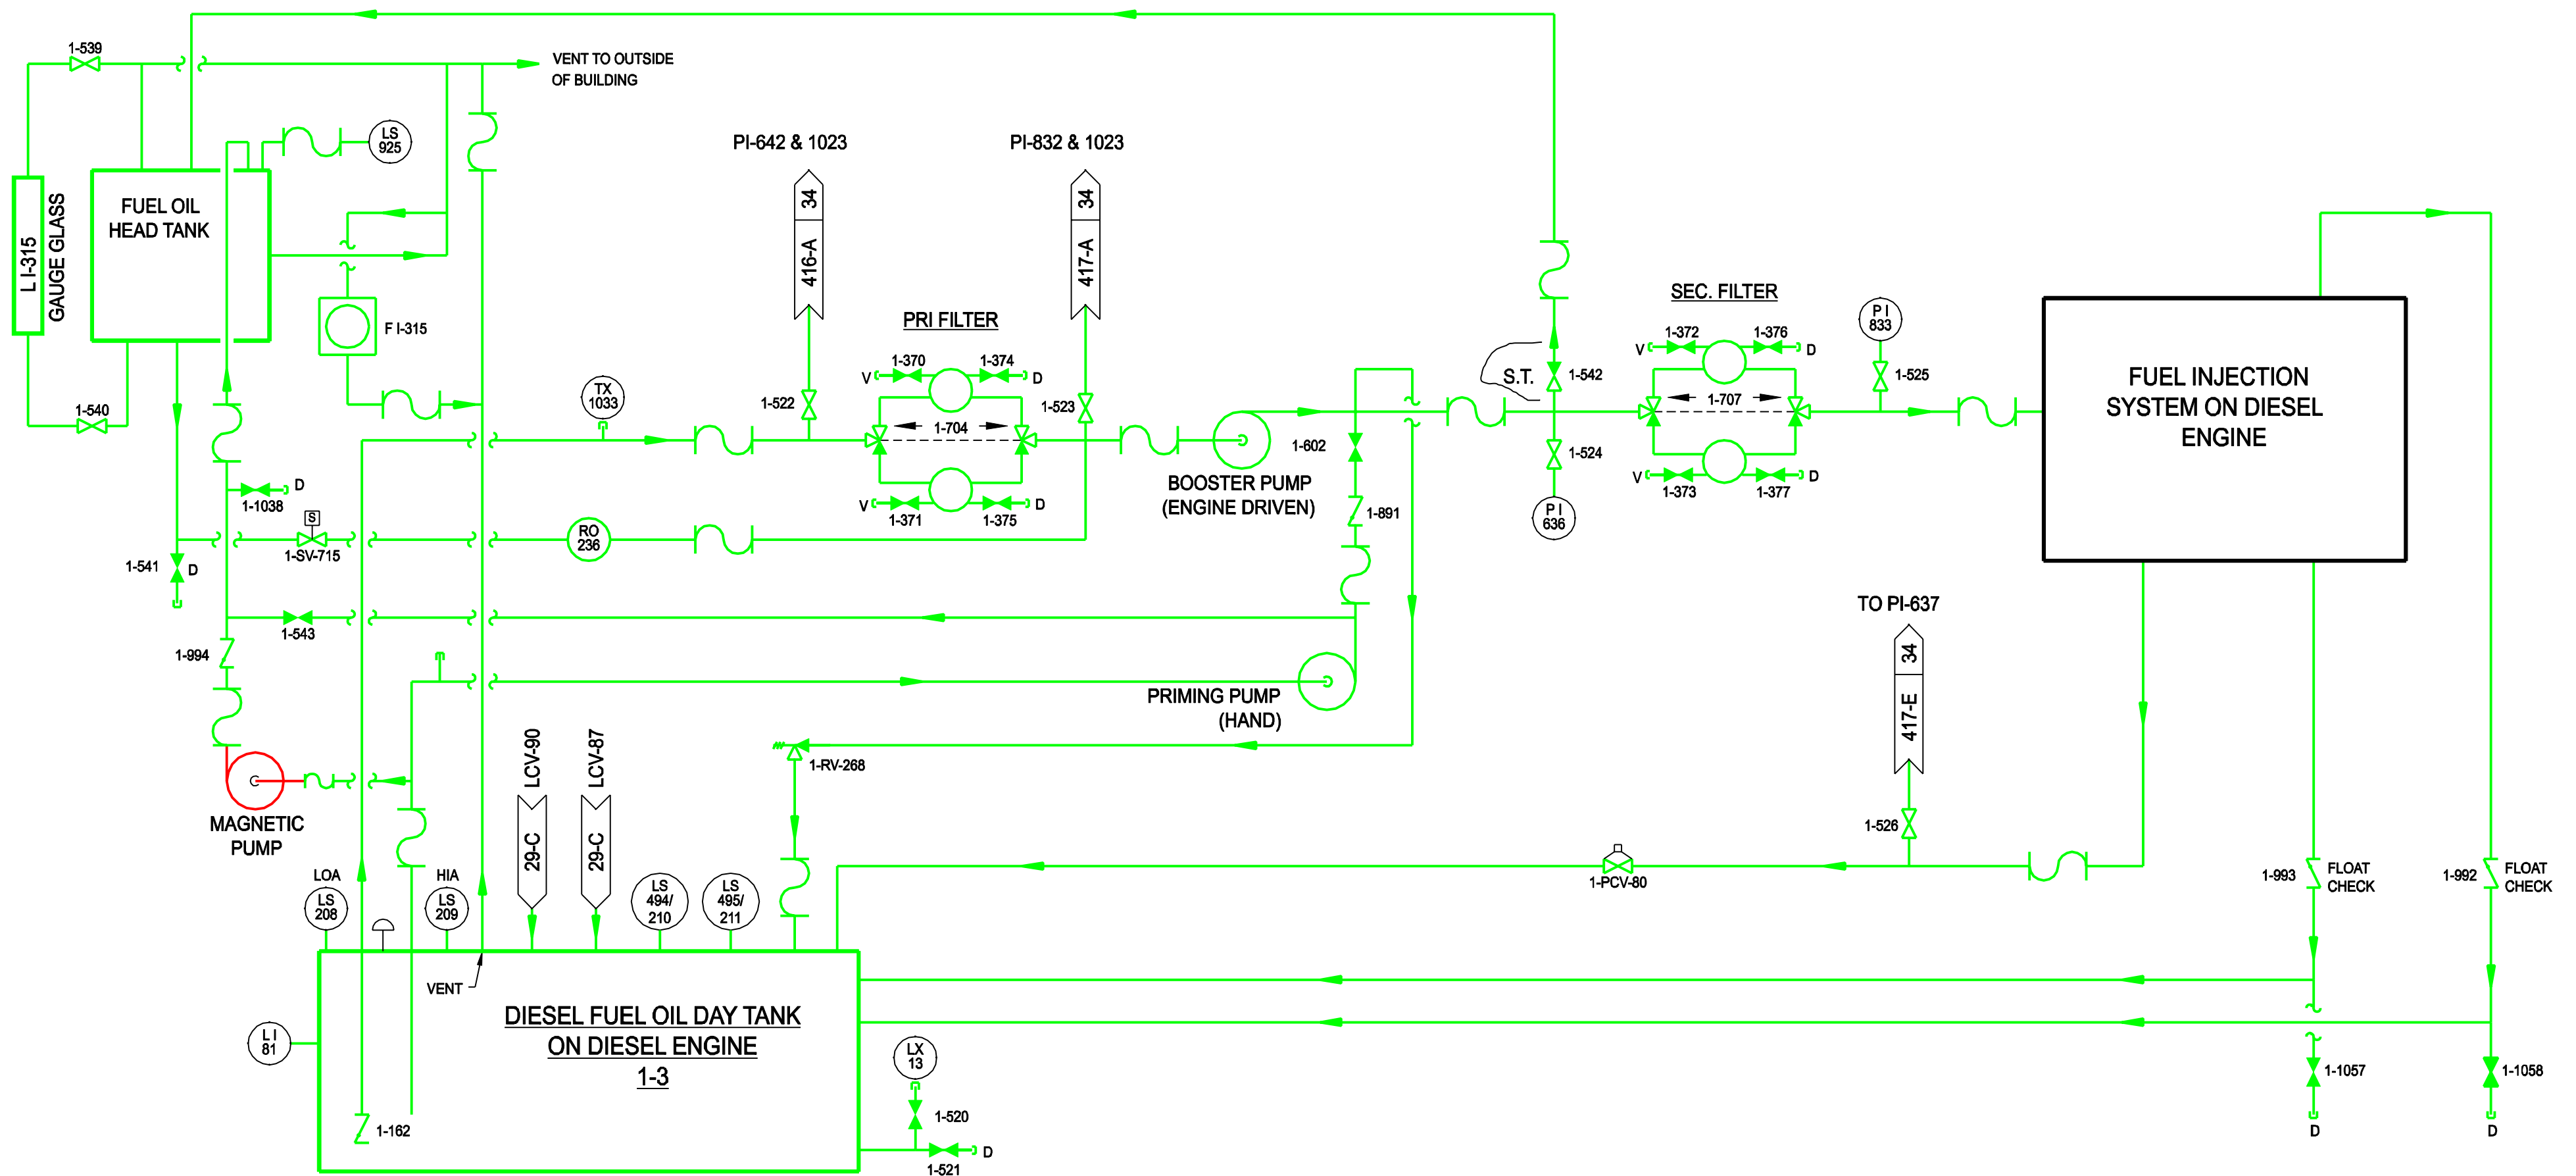 1-539
VENT TO OUTSIDE
OF BUILDING
LS
925
PI-642 & 1023
PI-832 & 1023
34
416-A
34
417-A
FUEL OIL
HEAD TANK
L I-315
GAUGE GLASS
F I-315
1-540
TX
1033
1-522
PRI FILTER
1-370
1-374
V
D
1-704
V
D
1-371
1-375
1-523
BOOSTER PUMP
(ENGINE DRIVEN)
1-602
1-891
S.T.
1-542
1-524
P I
636
SEC. FILTER
1-372
1-376
V
D
1-707
V
D
1-373
1-377
P I
833
1-525
FUEL INJECTION
SYSTEM ON DIESEL
ENGINE
D
1-1038
S
1-SV-715
RO
236
1-541
D
1-543
1-994
PRIMING PUMP
(HAND)
TO PI-637
34
417-E
1-526
1-RV-268
MAGNETIC
PUMP
C
LCV-90
29-C
LCV-87
29-C
LOA
LS
208
HIA
LS
209
LS
494/
210
LS
495/
211
1-PCV-80
1-993
FLOAT
CHECK
1-992
FLOAT
CHECK
VENT
DIESEL FUEL OIL DAY TANK
ON DIESEL ENGINE
1-3
L I
81
LX
13
1-520
D
1-521
1-162
1-1057
1-1058
D
D